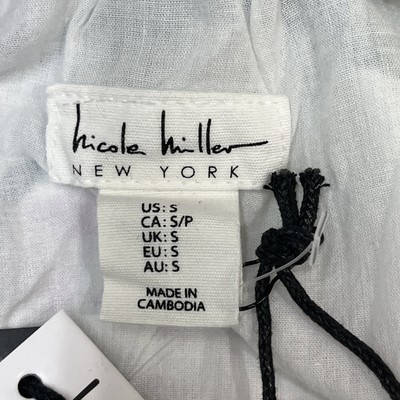 Nicole Miller
NEW YORK
US: S
CA: S/P
UK: S
EU: S
AU: S
MADE IN
CAMBODIA